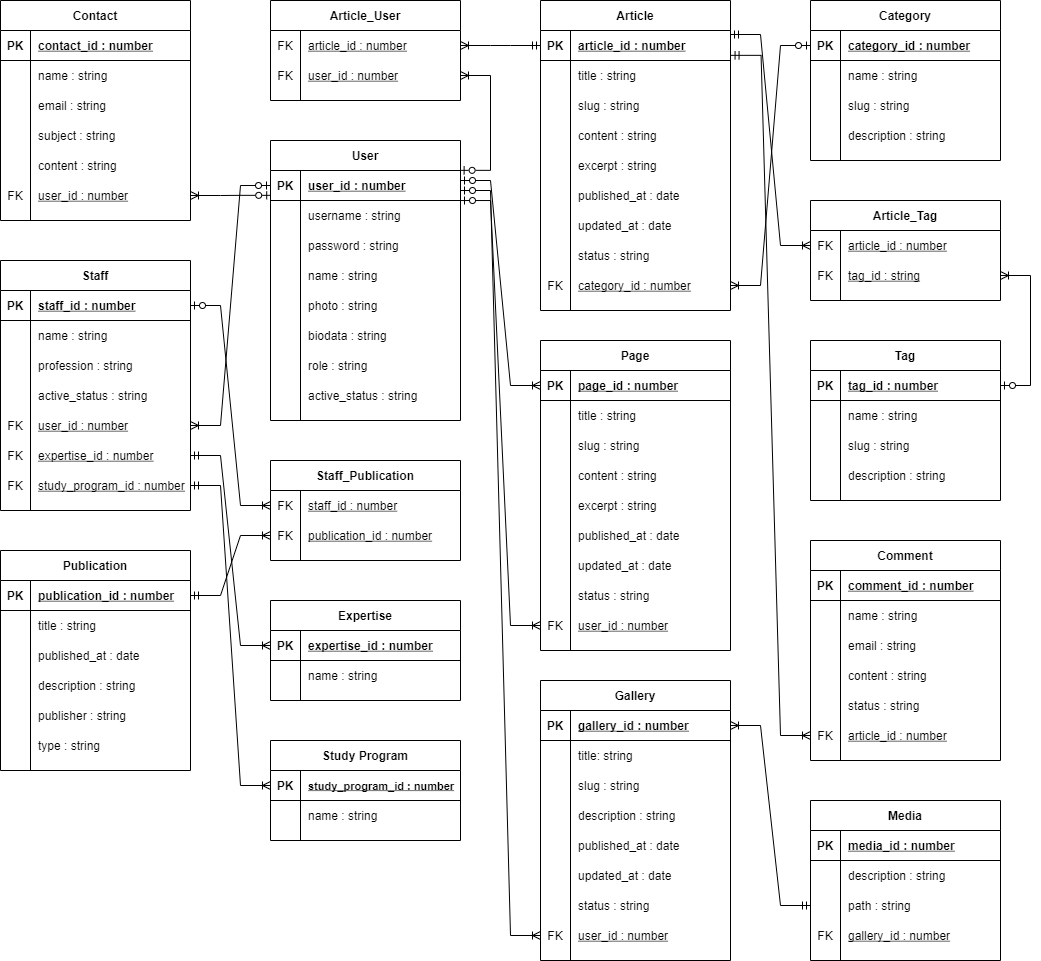 Contact
PK contact_id : number
name : string
email : string
subject : string
content : string
FK user_id : number
Staff
PK staff_id : number
name : string
profession : string
active_status : string
FK user_id : number
FK expertise_id : number
FK study_program_id : number
Publication
PK publication_id : number
title : string
published_at : date
description : string
publisher : string
type : string
Article_User
FK article_id : number
FK user_id : number
User
PK user_id : number
username : string
password : string
name : string
photo : string
biodata : string
role : string
active_status : string
Staff_Publication
FK staff_id : number
FK publication_id : number
Expertise
PK expertise_id : number
name : string
Study Program
PK study_program_id : number
name : string
Article
PK article_id : number
title : string
slug : string
content : string
excerpt : string
published_at : date
updated_at : date
status : string
FK category_id : number
Page
PK page_id : number
title : string
slug : string
content : string
excerpt : string
published_at : date
updated_at : date
status : string
FK user_id : number
Gallery
PK gallery_id : number
title: string
slug : string
description : string
published_at : date
updated_at : date
status : string
FK user_id : number
Category
PK category_id : number
name : string
slug : string
description : string
Article_Tag
FK article_id : number
FK tag_id : string
Tag
PK tag_id : number
name : string
slug : string
description : string
Comment
PK comment_id : number
name : string
email : string
content : string
status : string
FK article_id : number
Media
PK media_id : number
description : string
path : string
FK gallery_id : number